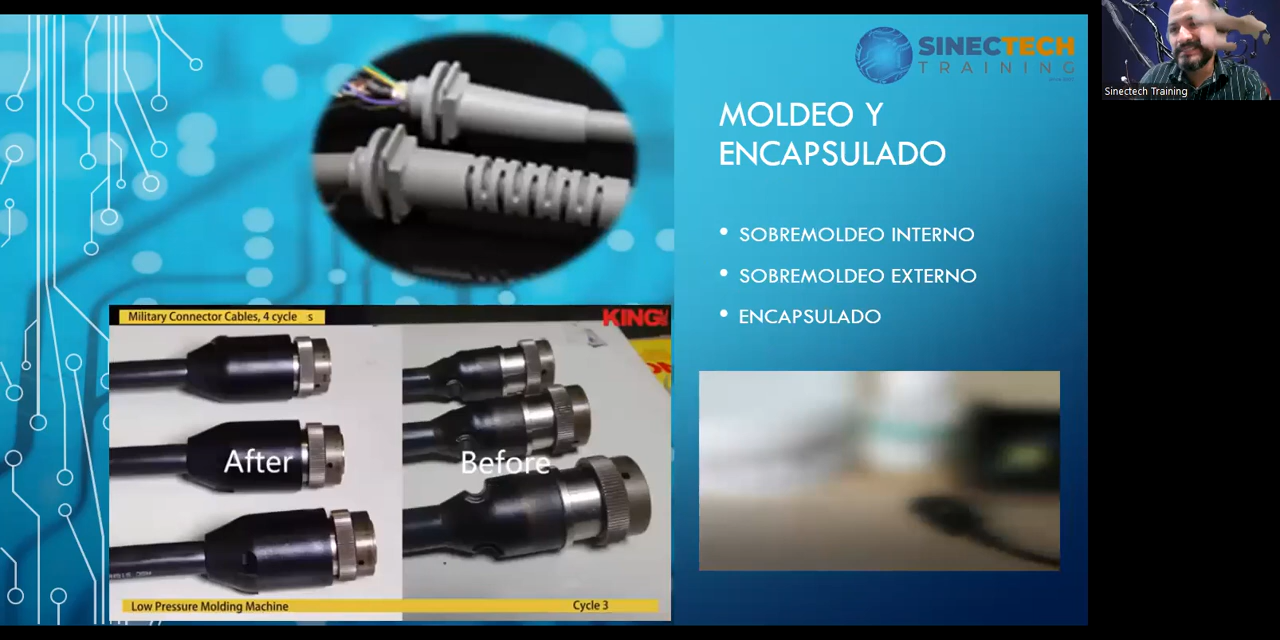 SINECTECH
TRAINING
Sinectech Training
MOLDEO Y
ENCAPSULADO
• SOBREMOLDEO INTERNO
• SOBREMOLDEO EXTERNO
• ENCAPSULADO
Military Connector Cables, 4 cycle s
KING
After
Before
Low Pressure Molding Machine
Cycle 3